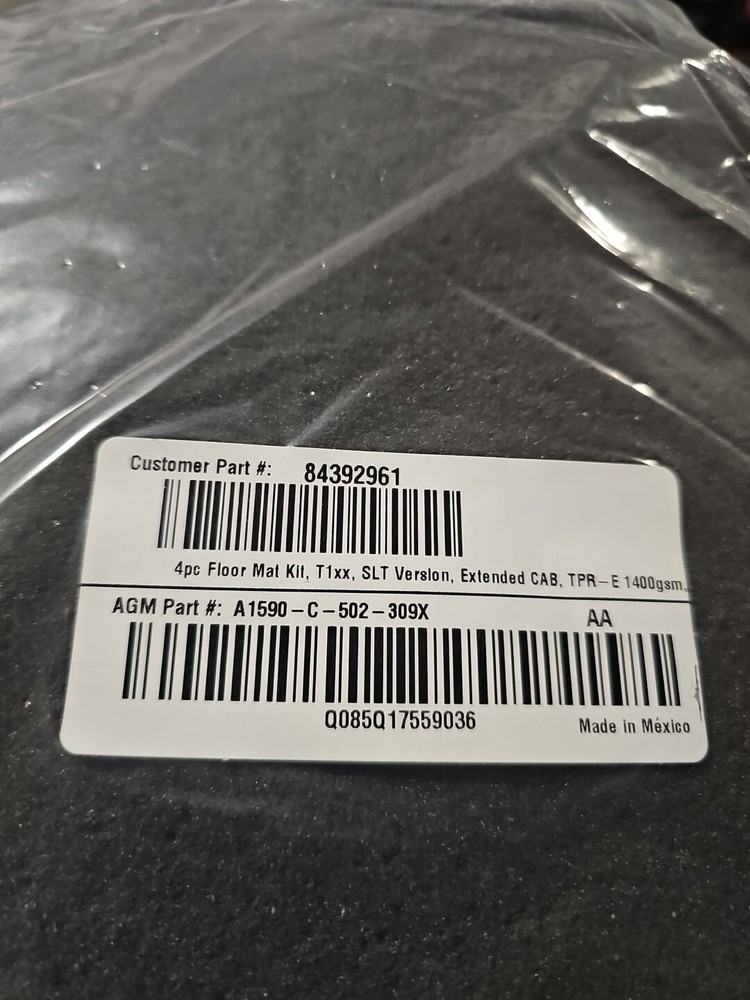 Customer Part #: 84392961
4pc Floor Mat Kit, T1xx, SLT Version, Extended CAB, TPR-E 1400gsm,
AGM Part #: A1590-C-502-309X AA
Q085Q17559036
Made in México